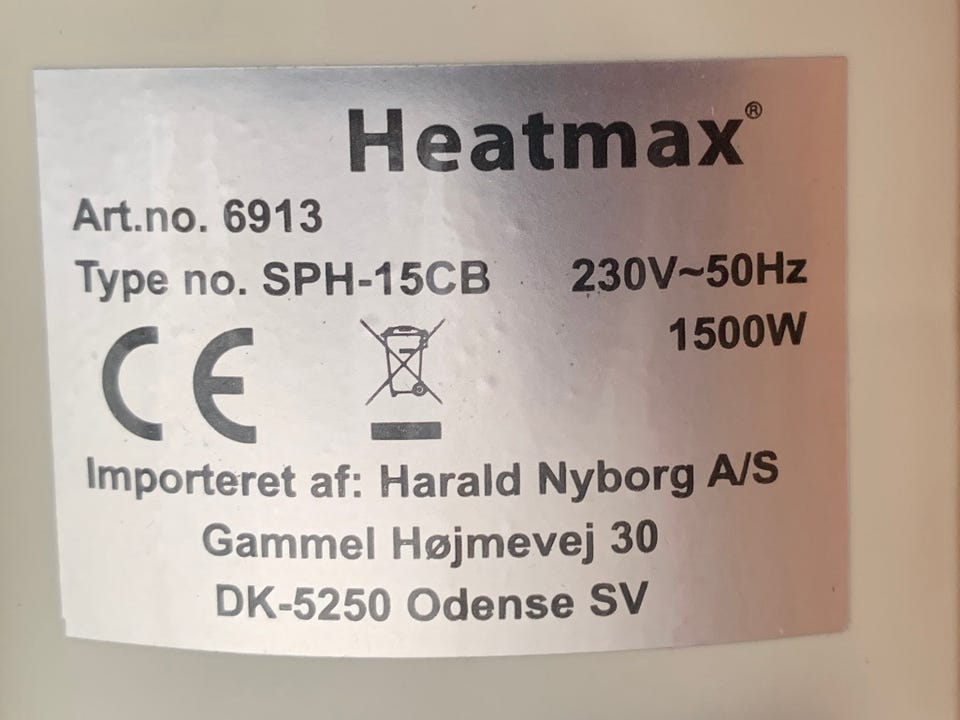 Heatmax®
Art.no. 6913
Type no. SPH-15CB 230V~50Hz
1500W
CE
Importeret af: Harald Nyborg A/S
Gammel Højmevej 30
DK-5250 Odense SV